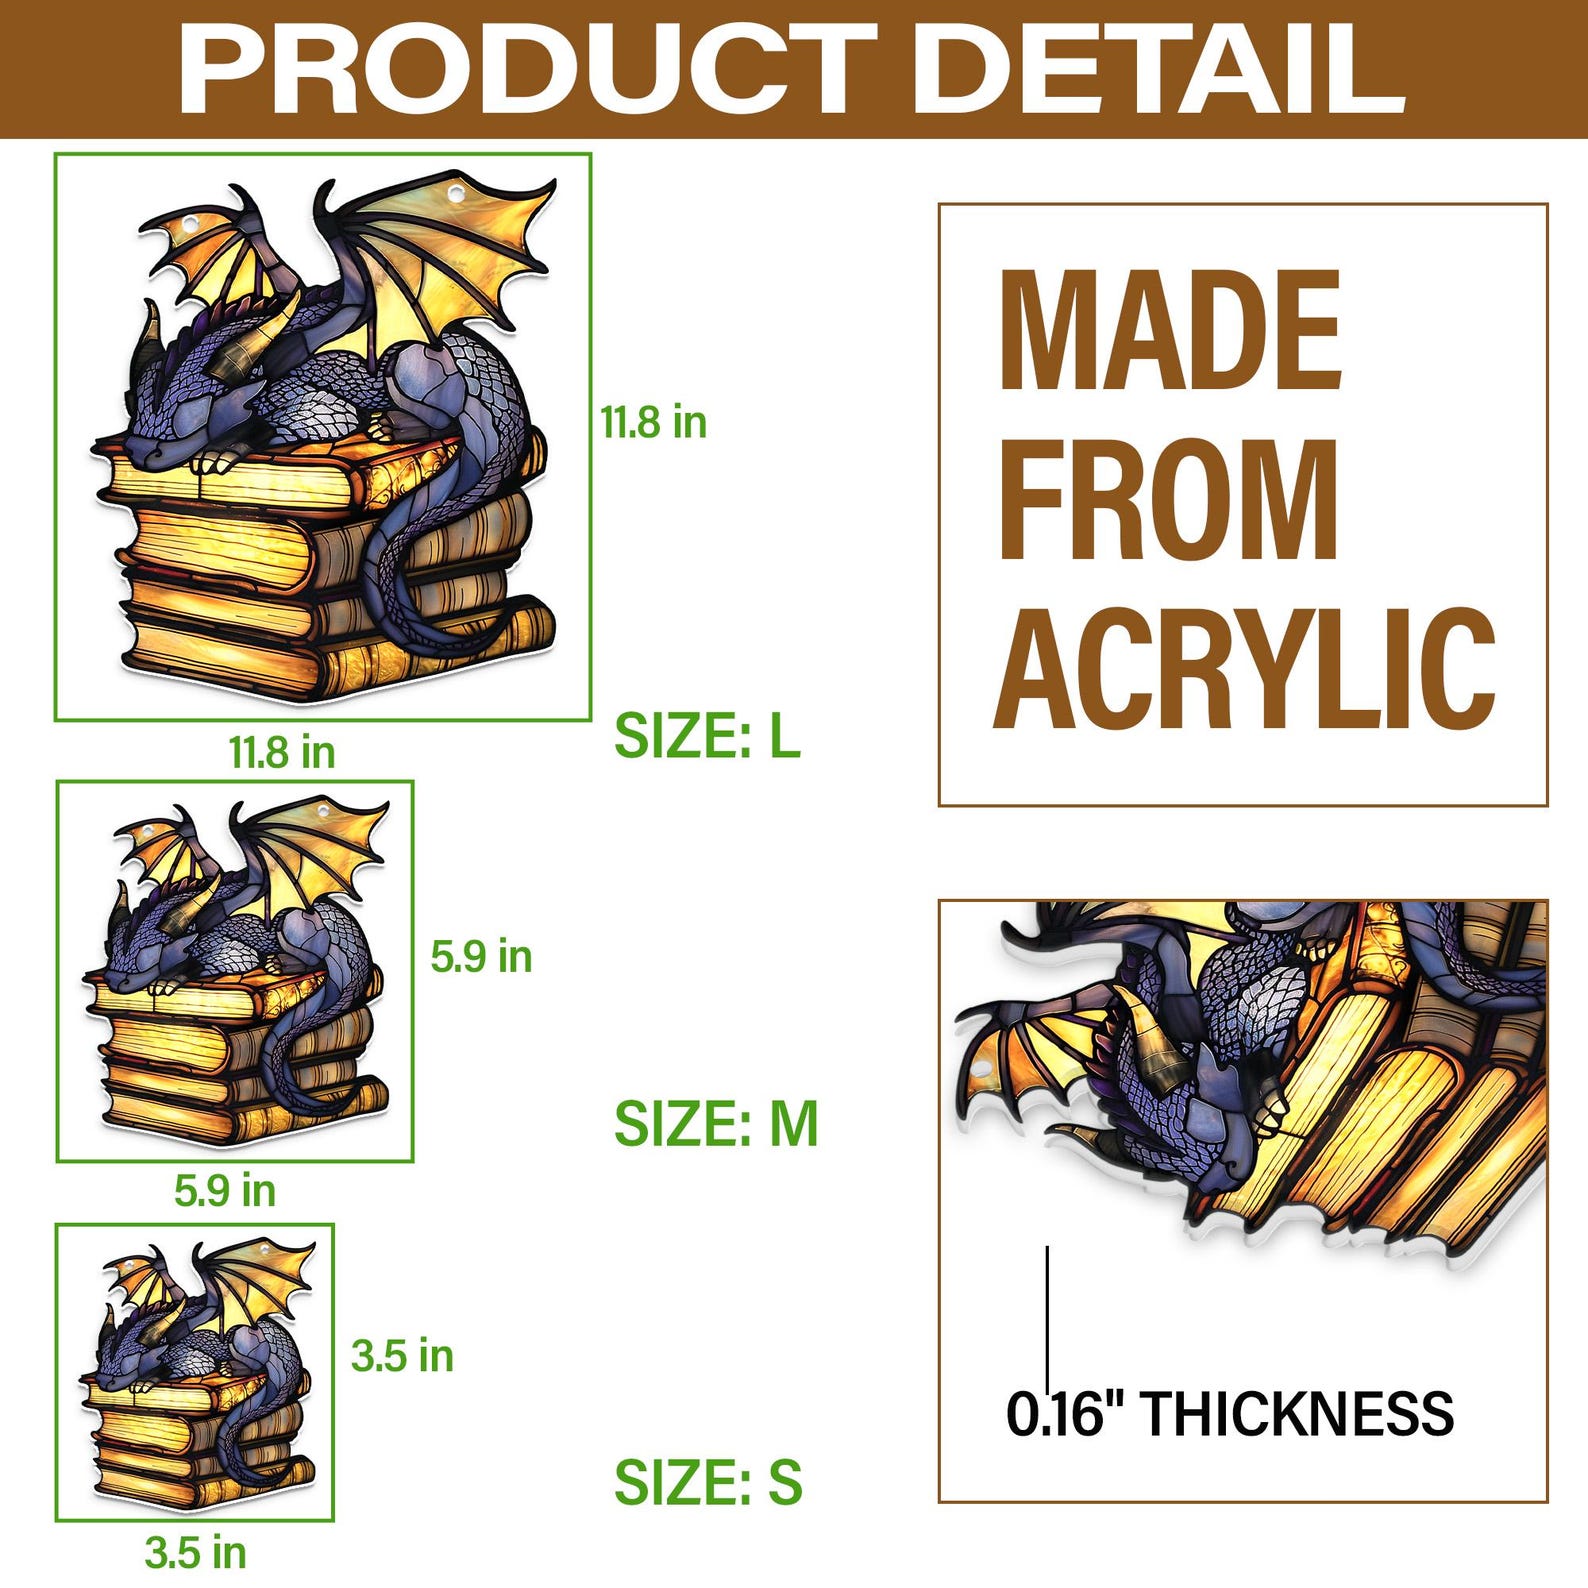 PRODUCT DETAIL
11.8 in
11.8 in
SIZE: L
5.9 in
5.9 in
SIZE: M
3.5 in
3.5 in
SIZE: S
MADE
FROM
ACRYLIC
0.16" THICKNESS